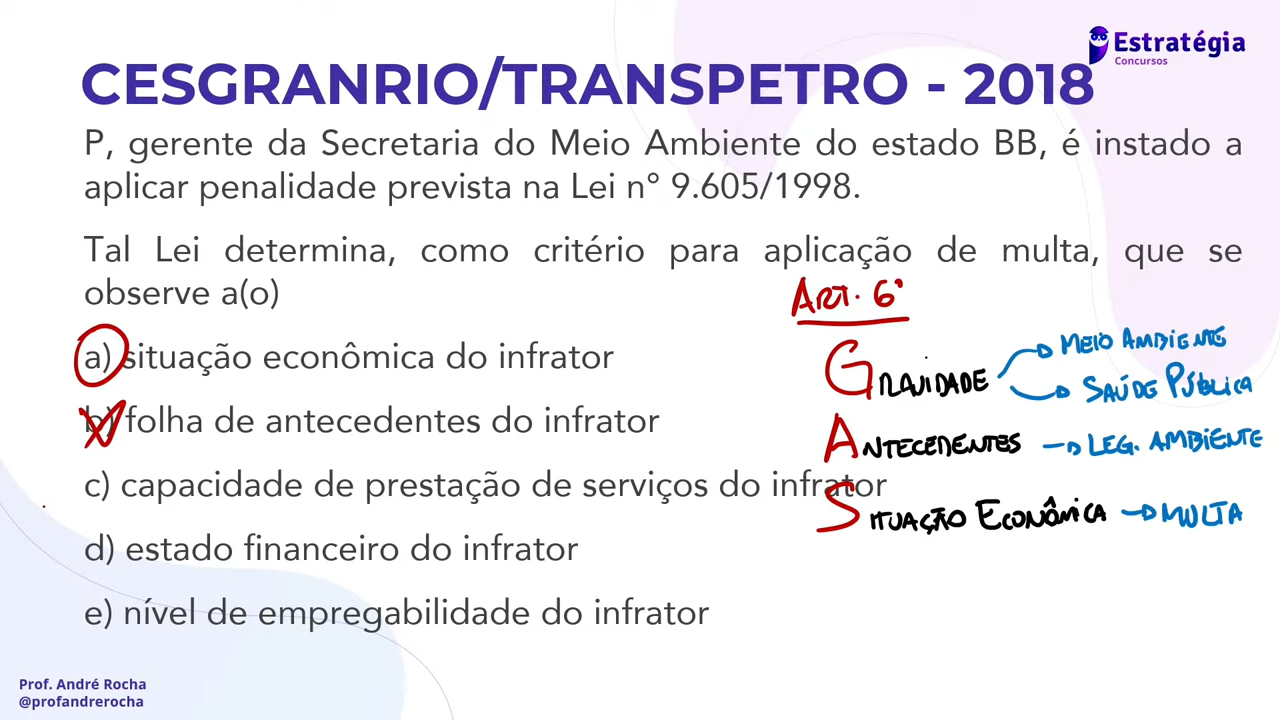 Estratégia
Concursos
CESGRANRIO/TRANSPETRO - 2018
P, gerente da Secretaria do Meio Ambiente do estado BB, é instado a
aplicar penalidade prevista na Lei n° 9.605/1998.
Tal Lei determina, como critério para aplicação de multa, que se
observe a(o)
ART. 6º
a) situação econômica do infrator
GRAVIDADE
MEIO AMBIENTE
SAÚDE PÚBLICA
b) folha de antecedentes do infrator
ANTECEDENTES → LEG. AMBIENTE
c) capacidade de prestação de serviços do infrator
SITUAÇÃO ECONÔMICA → MULTA
d) estado financeiro do infrator
e) nível de empregabilidade do infrator
Prof. André Rocha
@profandrerocha